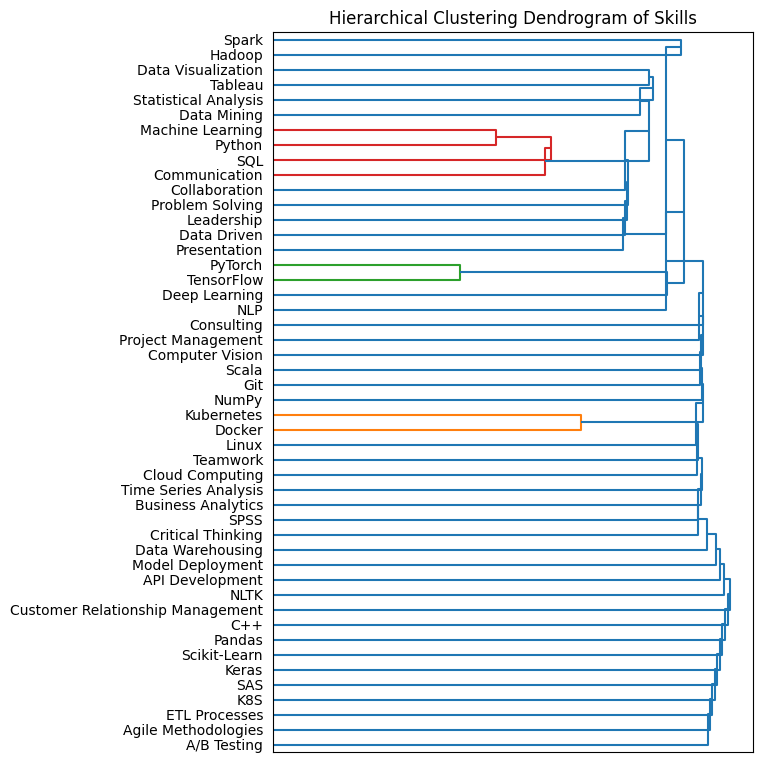 Hierarchical Clustering Dendrogram of Skills
Spark
Hadoop
Data Visualization
Tableau
Statistical Analysis
Data Mining
Machine Learning
Python
SQL
Communication
Collaboration
Problem Solving
Leadership
Data Driven
Presentation
PyTorch
TensorFlow
Deep Learning
NLP
Consulting
Project Management
Computer Vision
Scala
Git
NumPy
Kubernetes
Docker
Linux
Teamwork
Cloud Computing
Time Series Analysis
Business Analytics
SPSS
Critical Thinking
Data Warehousing
Model Deployment
API Development
NLTK
Customer Relationship Management
C++
Pandas
Scikit-Learn
Keras
SAS
K8S
ETL Processes
Agile Methodologies
A/B Testing